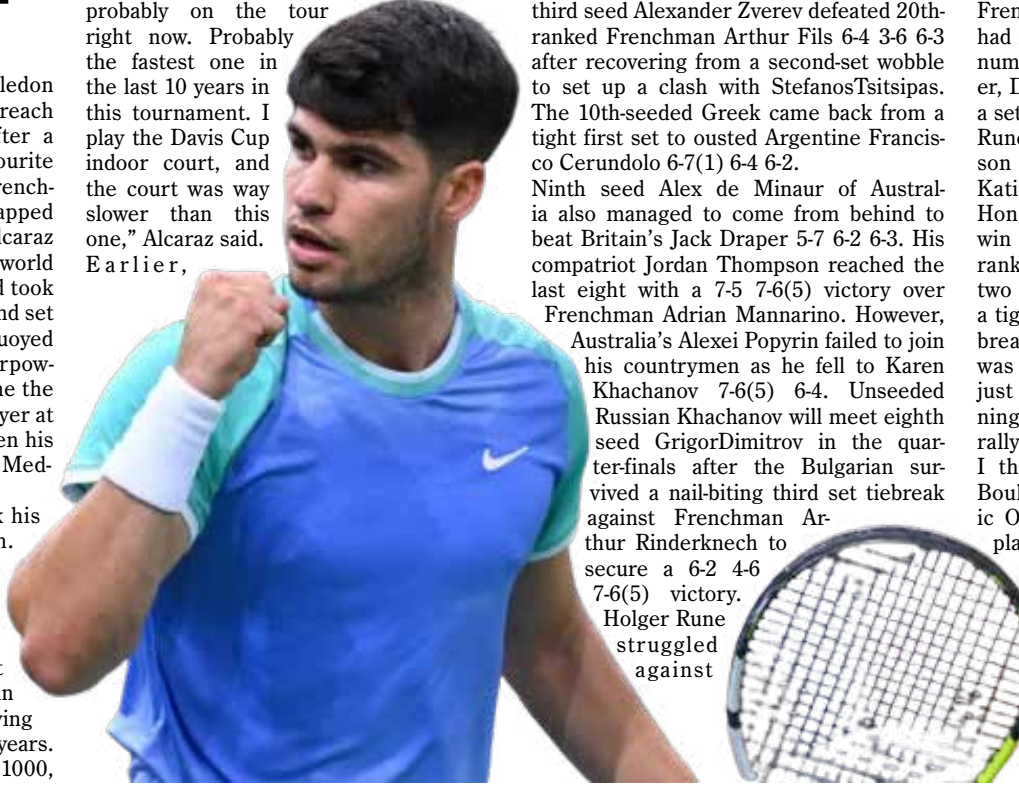 ledon
reach
fter a
ourite
rench-
apped
lcaraz
world
d took
nd set
uoyed
rpow-
ne the
yer at
en his
Med-
k his
n.
t
n
ving
years.
1000,
probably on the tour
right now. Probably
the fastest one in
the last 10 years in
this tournament. I
play the Davis Cup
indoor court, and
the court was way
slower than this
one,” Alcaraz said.
Earlier,
third seed Alexander Zverev defeated 20th-
ranked Frenchman Arthur Fils 6-4 3-6 6-3
after recovering from a second-set wobble
to set up a clash with StefanosTsitsipas.
The 10th-seeded Greek came back from a
tight first set to ousted Argentine Francis-
co Cerundolo 6-7(1) 6-4 6-2.
Ninth seed Alex de Minaur of Austral-
ia also managed to come from behind to
beat Britain’s Jack Draper 5-7 6-2 6-3. His
compatriot Jordan Thompson reached the
last eight with a 7-5 7-6(5) victory over
Frenchman Adrian Mannarino. However,
Australia’s Alexei Popyrin failed to join
his countrymen as he fell to Karen
Khachanov 7-6(5) 6-4. Unseeded
Russian Khachanov will meet eighth
seed GrigorDimitrov in the quar-
ter-finals after the Bulgarian sur-
vived a nail-biting third set tiebreak
against Frenchman Ar-
thur Rinderknech to
secure a 6-2 4-6
7-6(5) victory.
Holger Rune
struggled
against
Fren
had
num
er, D
a set
Rune
son
Kati
Hon
win
rank
two
a tig
brea
was
just
ning
rally
I th
Boul
ic O
pla